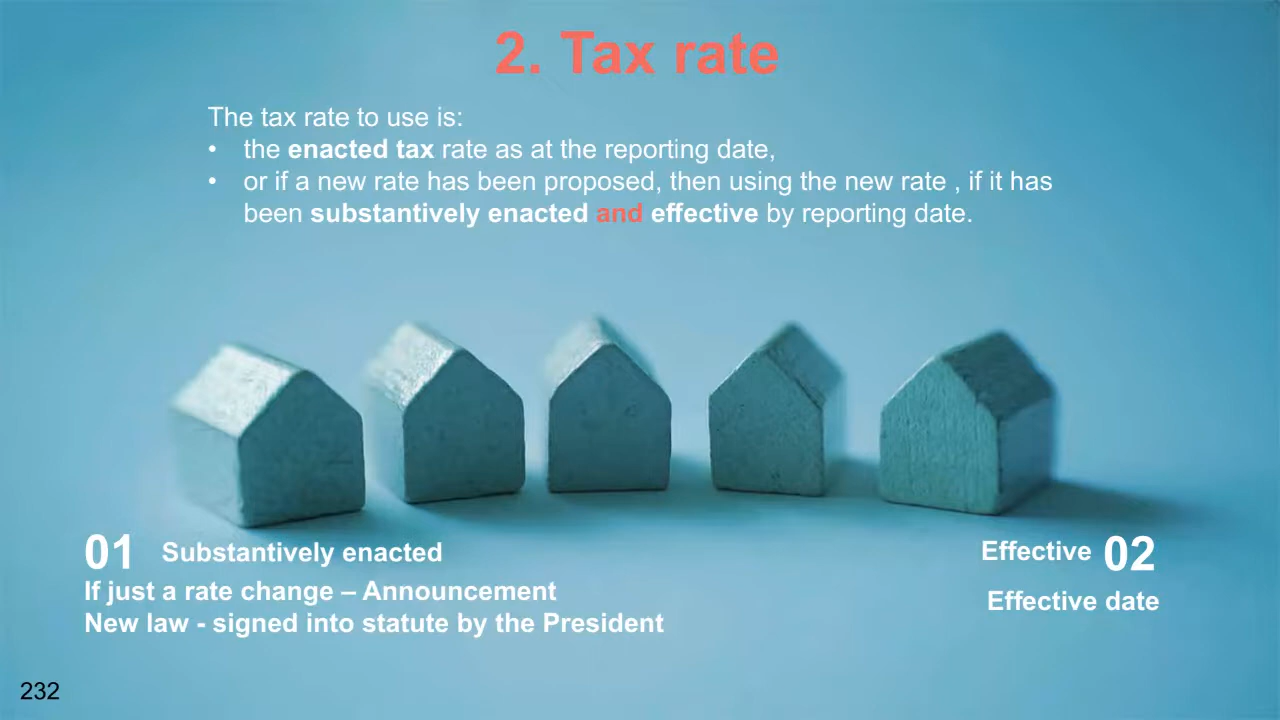 2. Tax rate
The tax rate to use is:
• the enacted tax rate as at the reporting date,
• or if a new rate has been proposed, then using the new rate , if it has
been substantively enacted and effective by reporting date.
01 Substantively enacted
If just a rate change – Announcement
New law - signed into statute by the President
Effective 02
Effective date
232